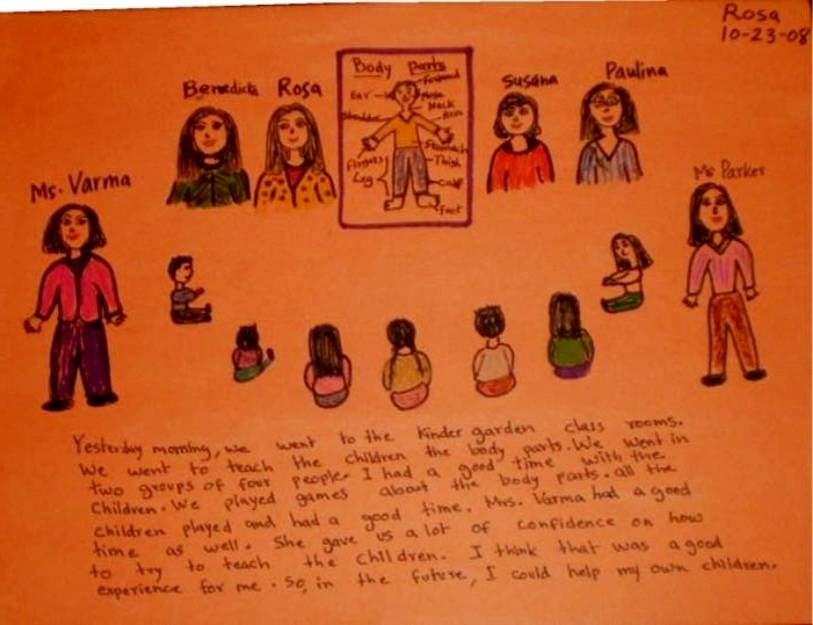 Rosa
10-23-08
Body parts
Benedicta
Rosa
Susana
Paulina
Ear
Forehead
Nose
Neck
Arm
Shoulder
Stomach
Fingers
Thigh
Leg
Calf
Foot
Ms. Varma
Ms Parker
Yesterday morning, we went to the kinder garden class rooms.
We went to teach the children the body parts. We went in
two groups of four people. I had a good time with the
Children. We played games about the body parts. all the
children played and had a good time. Mrs. Varma had a good
time as well. She gave us a lot of confidence on how
to try to teach the children. I think that was a good
experience for me. So, in the future, I could help my own children.